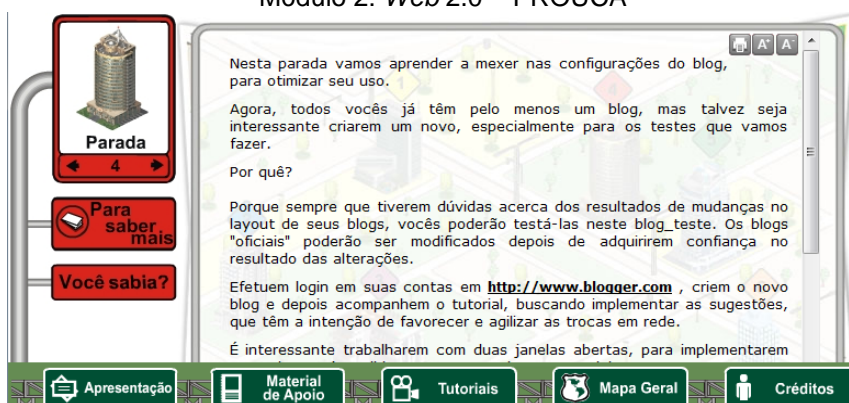 Módulo 2: Web 2.0 – PROUCA
A+ A-
Nesta parada vamos aprender a mexer nas configurações do blog,
para otimizar seu uso.
Agora, todos vocês já têm pelo menos um blog, mas talvez seja
interessante criarem um novo, especialmente para os testes que vamos
fazer.
Por quê?
Porque sempre que tiverem dúvidas acerca dos resultados de mudanças no
layout de seus blogs, vocês poderão testá-las neste blog_teste. Os blogs
"oficiais" poderão ser modificados depois de adquirirem confiança no
resultado das alterações.
Efetuem login em suas contas em http://www.blogger.com , criem o novo
blog e depois acompanhem o tutorial, buscando implementar as sugestões,
que têm a intenção de favorecer e agilizar as trocas em rede.
É interessante trabalharem com duas janelas abertas, para implementarem
Parada
4
Para
saber
mais
Você sabia?
Apresentação
Material
de Apoio
Tutoriais
Mapa Geral
Créditos